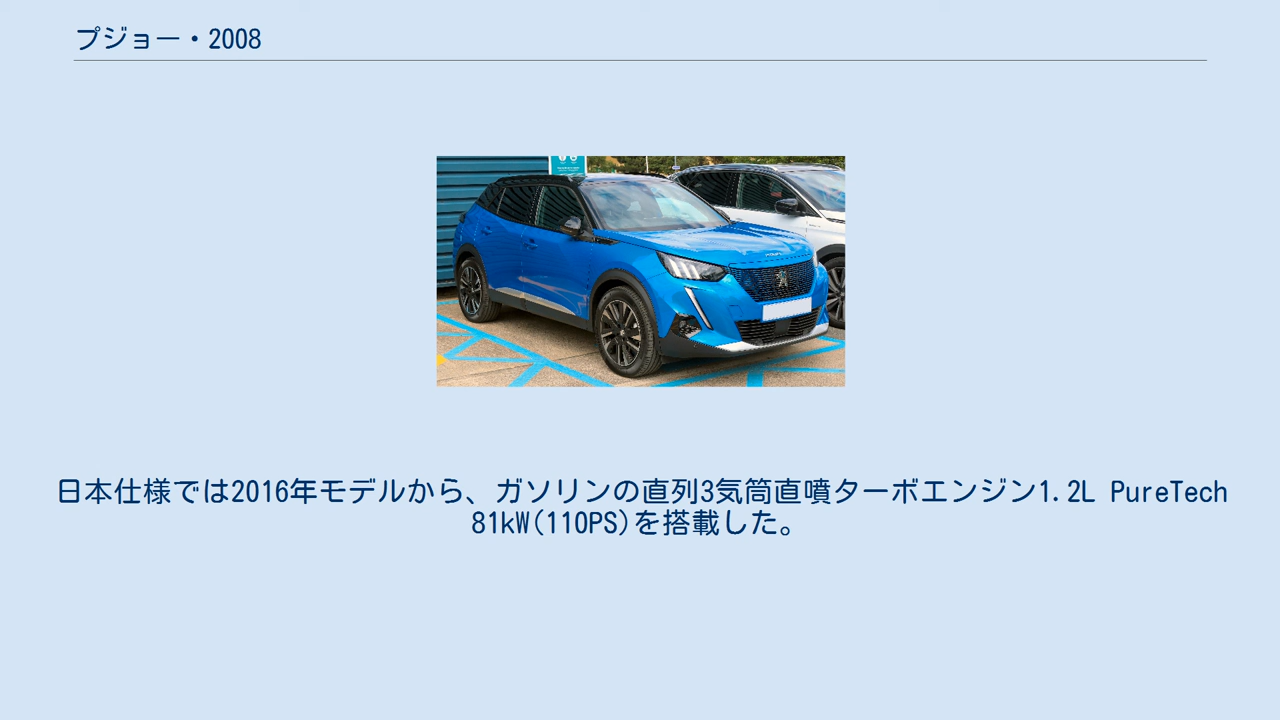 プジョー・2008
日本仕様では2016年モデルから、ガソリンの直列3気筒直噴ターボエンジン1.2L PureTech
81kW(110PS)を搭載した。